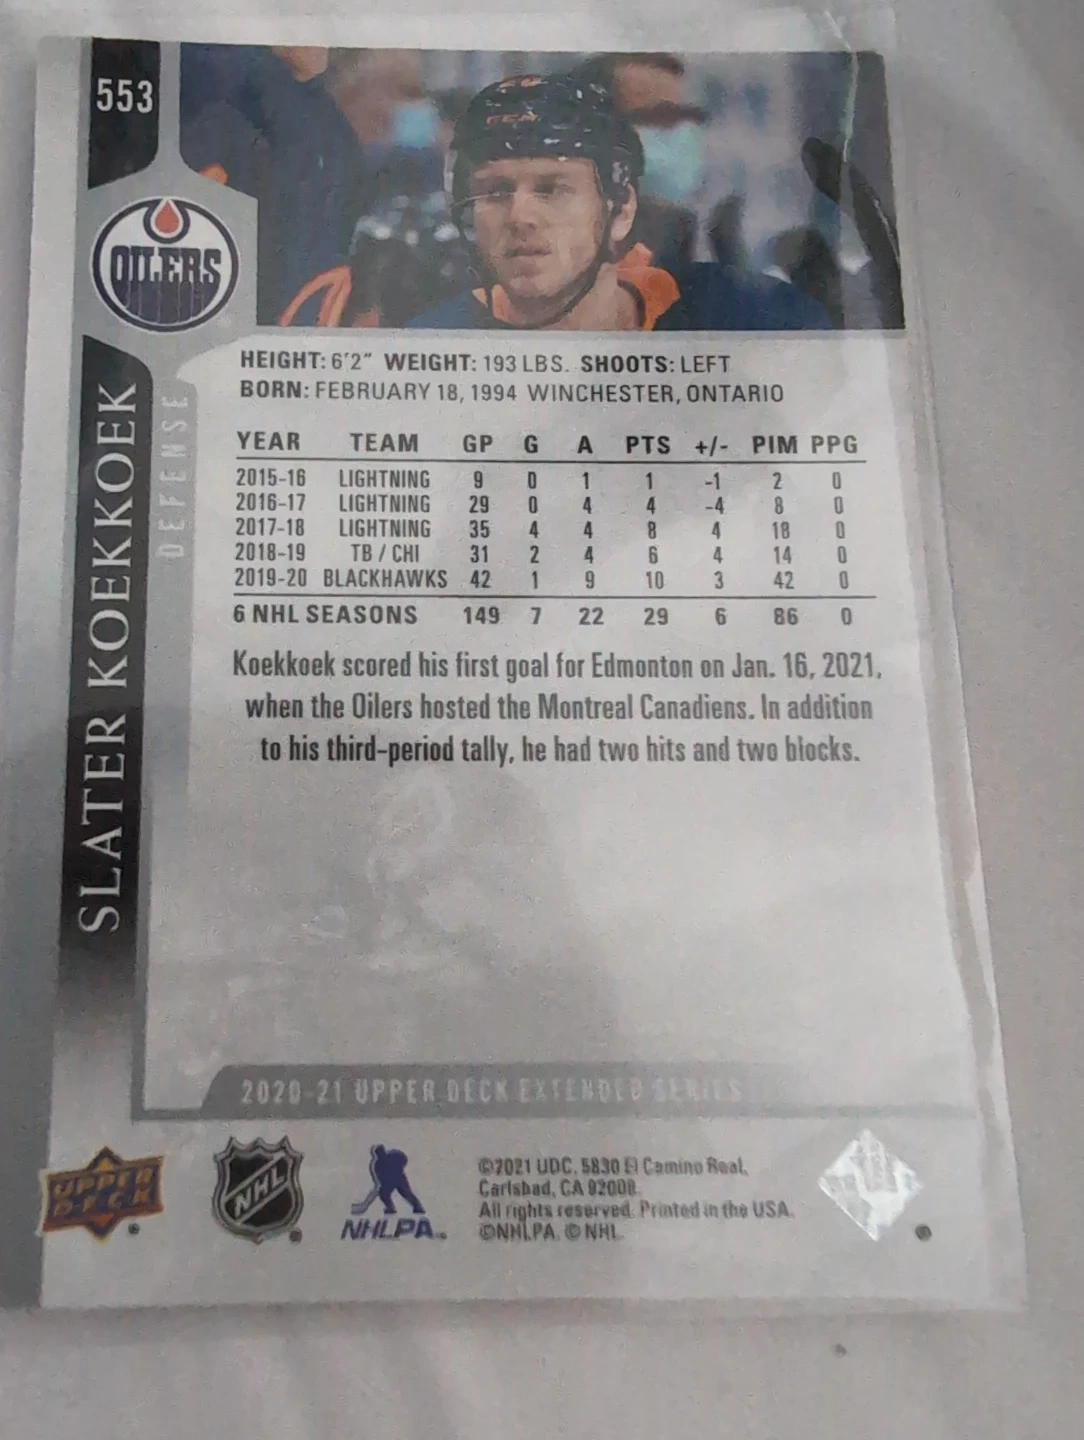 553
CCM
OILERS
SLATER KOEKKOEK
DEFENSE
HEIGHT: 6'2" WEIGHT: 193 LBS. SHOOTS: LEFT
BORN: FEBRUARY 18, 1994 WINCHESTER, ONTARIO
YEAR TEAM GP G A PTS +/- PIM PPG
2015-16 LIGHTNING 9 0 1 1 -1 2 0
2016-17 LIGHTNING 29 0 4 4 -4 8 0
2017-18 LIGHTNING 35 4 4 8 4 18 0
2018-19 TB / CHI 31 2 4 6 4 14 0
2019-20 BLACKHAWKS 42 1 9 10 3 42 0
6 NHL SEASONS 149 7 22 29 6 86 0
Koekkoek scored his first goal for Edmonton on Jan. 16, 2021,
when the Oilers hosted the Montreal Canadiens. In addition
to his third-period tally, he had two hits and two blocks.
2020-21 UPPER DECK EXTENDED SERIES
UPPER DECK
NHL
NHLPA
©2021 UDC. 5830 El Camino Real,
Carlsbad, CA 92008.
All rights reserved. Printed in the USA.
©NHLPA. © NHL.